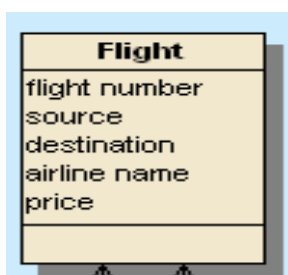 Flight
flight number
source
destination
airline name
price